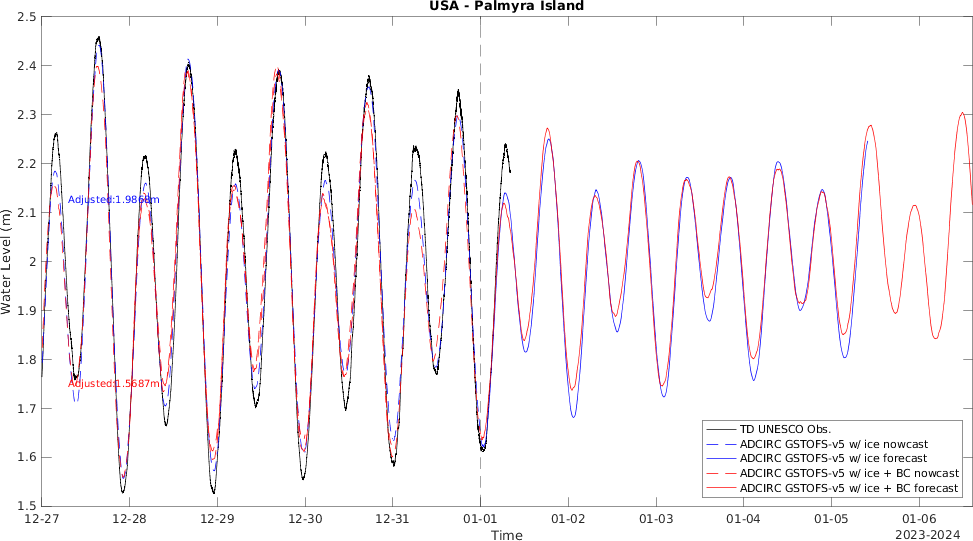 USA - Palmyra Island
2.5
2.4
2.3
2.2
2.1
2
1.9
1.8
1.7
1.6
1.5
Water Level (m)
Adjusted:1.9868m
Adjusted:1.5687m
TD UNESCO Obs.
ADCIRC GSTOFS-v5 w/ ice nowcast
ADCIRC GSTOFS-v5 w/ ice forecast
ADCIRC GSTOFS-v5 w/ ice + BC nowcast
ADCIRC GSTOFS-v5 w/ ice + BC forecast
12-27 12-28 12-29 12-30 12-31 01-01 01-02 01-03 01-04 01-05 01-06
Time
2023-2024